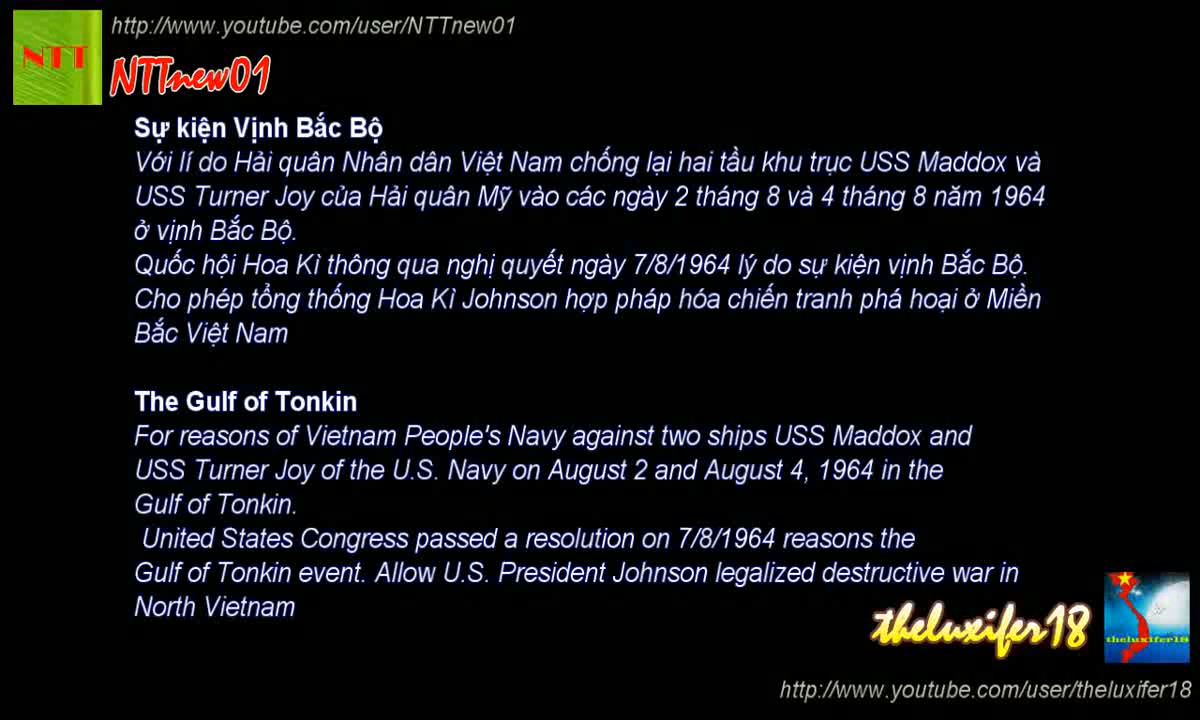 http://www.youtube.com/user/NTTnew01
NTT
NTTnew01
Sự kiện Vịnh Bắc Bộ
Với lí do Hải quân Nhân dân Việt Nam chống lại hai tầu khu trục USS Maddox và
USS Turner Joy của Hải quân Mỹ vào các ngày 2 tháng 8 và 4 tháng 8 năm 1964
ở vịnh Bắc Bộ.
Quốc hội Hoa Kì thông qua nghị quyết ngày 7/8/1964 lý do sự kiện vịnh Bắc Bộ.
Cho phép tổng thống Hoa Kì Johnson hợp pháp hóa chiến tranh phá hoại ở Miền
Bắc Việt Nam
The Gulf of Tonkin
For reasons of Vietnam People's Navy against two ships USS Maddox and
USS Turner Joy of the U.S. Navy on August 2 and August 4, 1964 in the
Gulf of Tonkin.
United States Congress passed a resolution on 7/8/1964 reasons the
Gulf of Tonkin event. Allow U.S. President Johnson legalized destructive war in
North Vietnam
theluxifer18
theluxifer18
http://www.youtube.com/user/theluxifer18